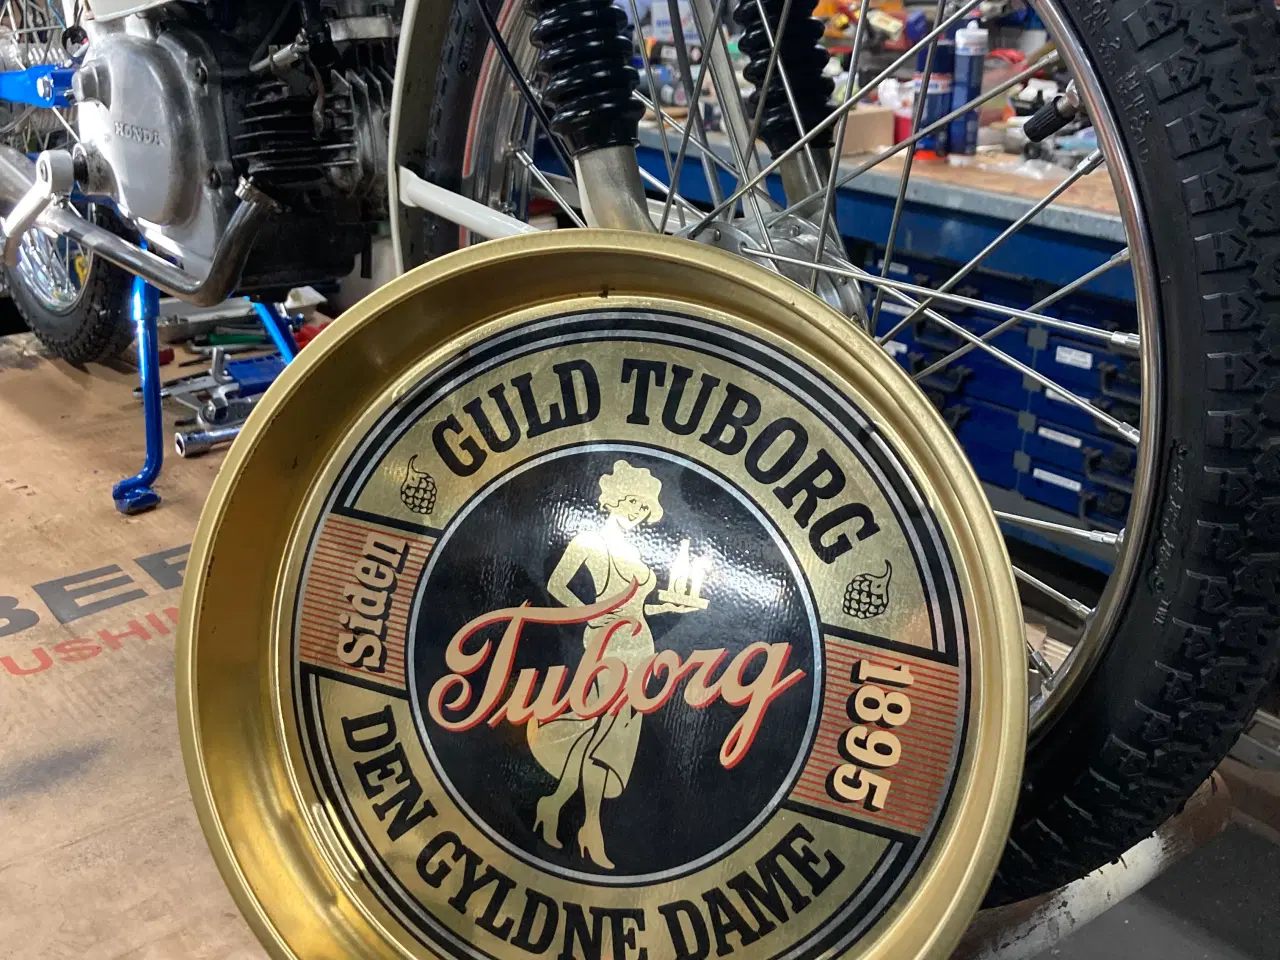 HONDA
GULD TUBORG
Siden
1895
Tuborg
DEN GYLDNE DAME